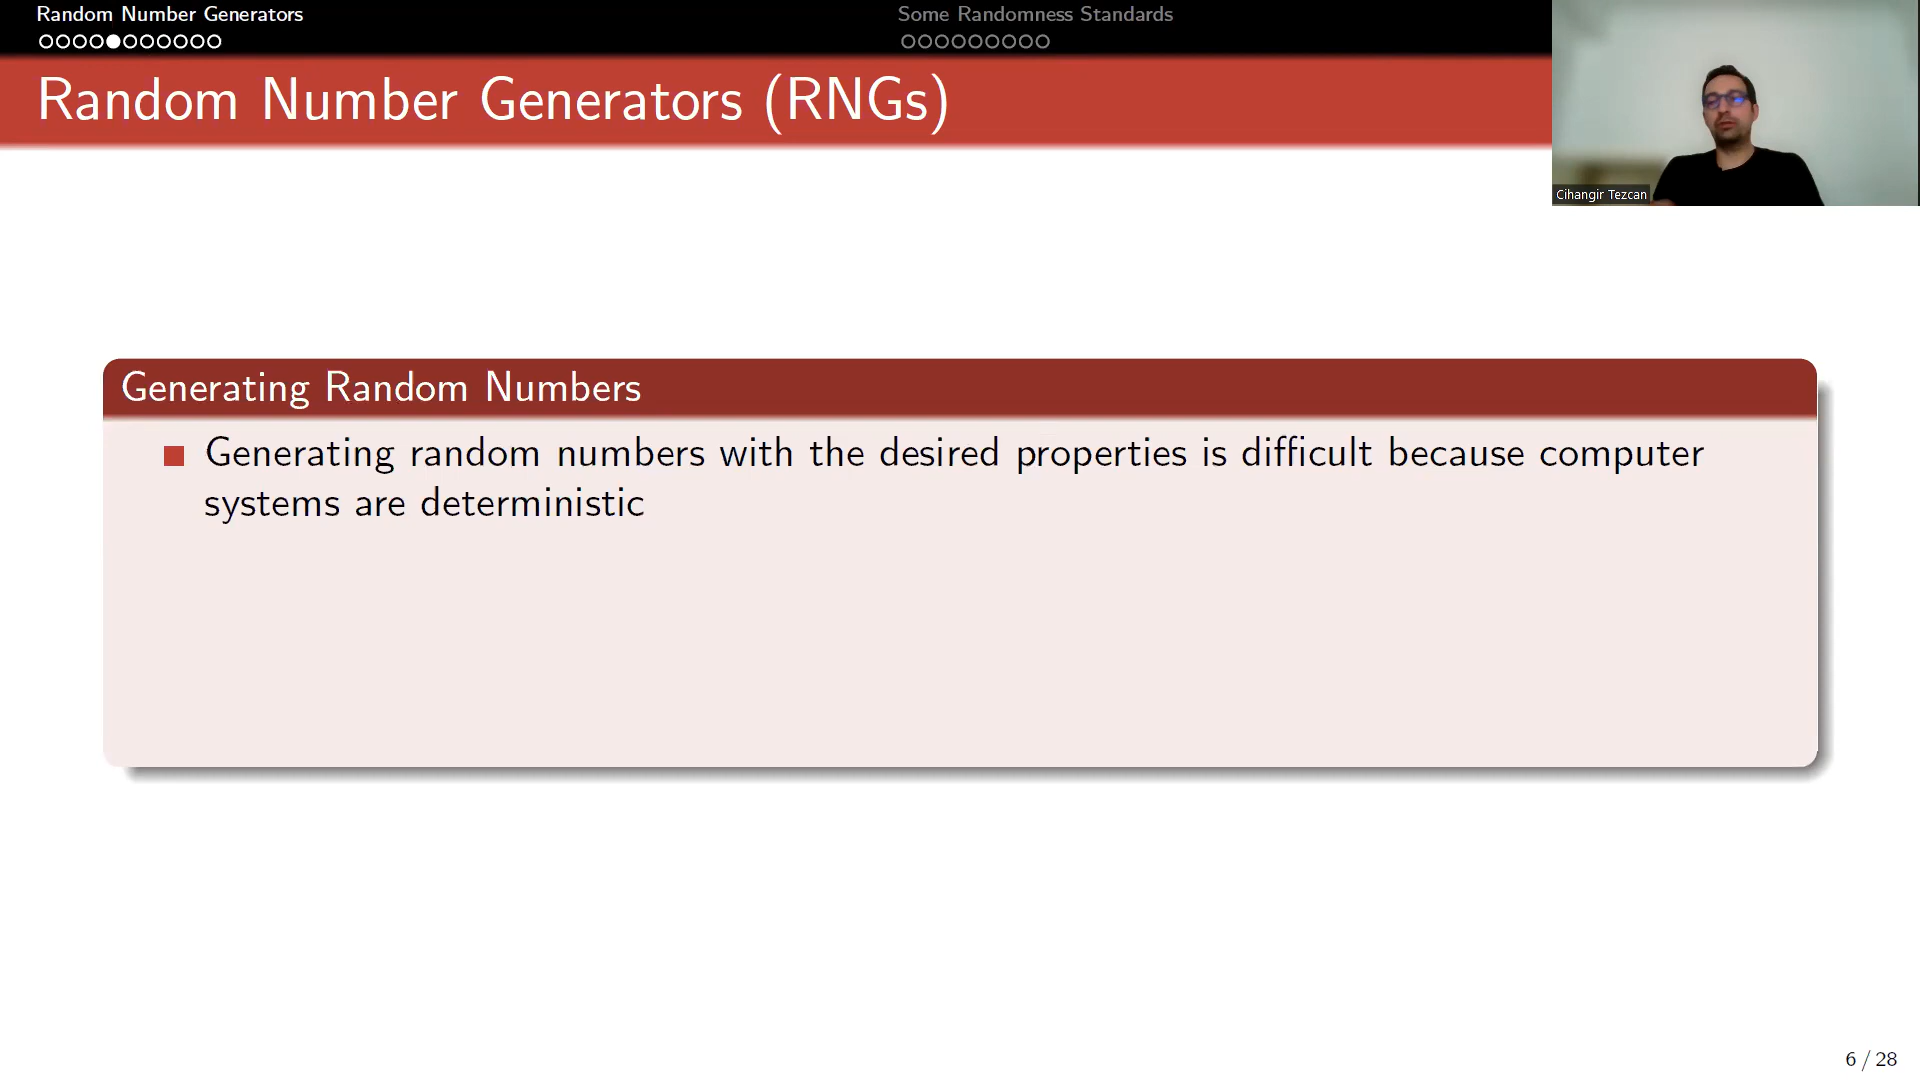 Random Number Generators
Some Randomness Standards
Random Number Generators (RNGs)
Cihangir Tezcan
Generating Random Numbers
Generating random numbers with the desired properties is difficult because computer
systems are deterministic
6 / 28